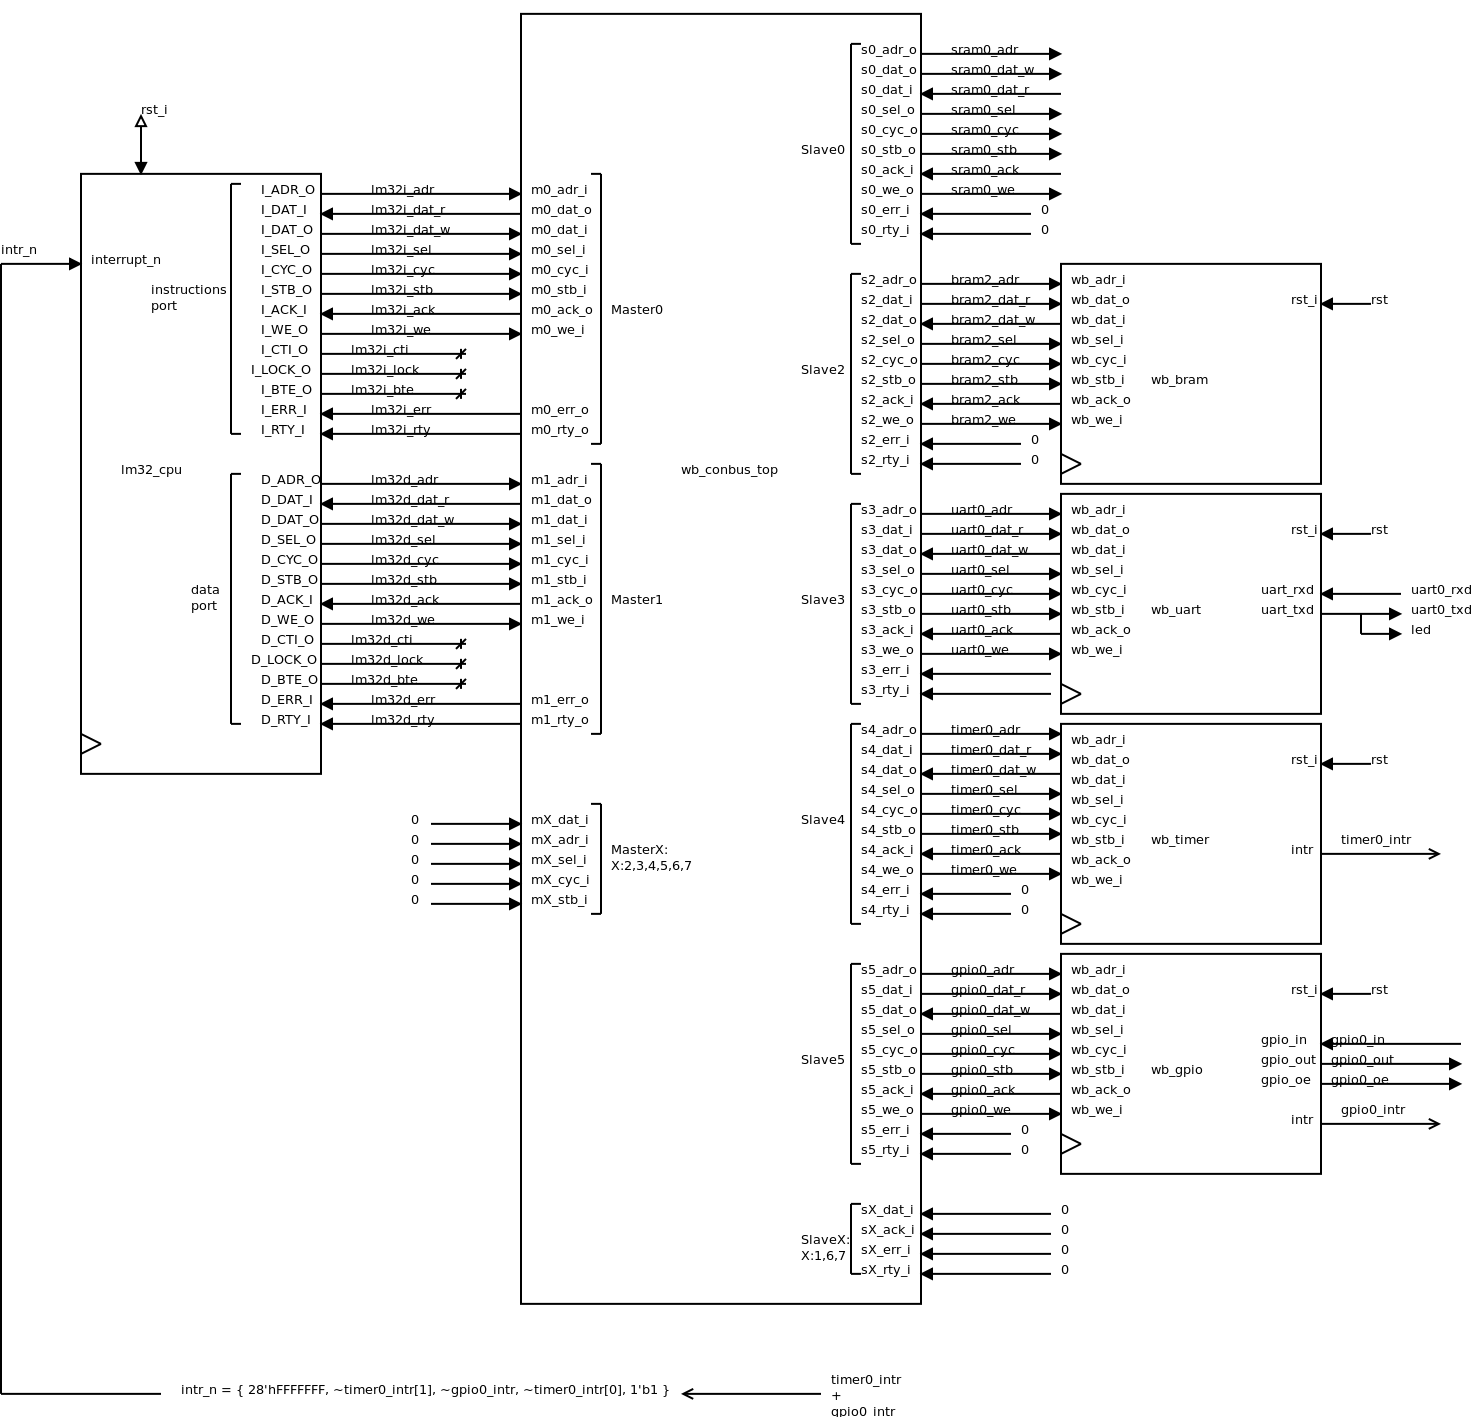 rst_i
intr_n
interrupt_n
instructions
port
lm32_cpu
data
port
I_ADR_O lm32i_adr m0_adr_i
I_DAT_I lm32i_dat_r m0_dat_o
I_DAT_O lm32i_dat_w m0_dat_i
I_SEL_O lm32i_sel m0_sel_i
I_CYC_O lm32i_cyc m0_cyc_i
I_STB_O lm32i_stb m0_stb_i
I_ACK_I lm32i_ack m0_ack_o
I_WE_O lm32i_we m0_we_i
I_CTI_O lm32i_cti
I_LOCK_O lm32i_lock
I_BTE_O lm32i_bte
I_ERR_I lm32i_err m0_err_o
I_RTY_I lm32i_rty m0_rty_o
Master0
D_ADR_O lm32d_adr m1_adr_i
D_DAT_I lm32d_dat_r m1_dat_o
D_DAT_O lm32d_dat_w m1_dat_i
D_SEL_O lm32d_sel m1_sel_i
D_CYC_O lm32d_cyc m1_cyc_i
D_STB_O lm32d_stb m1_stb_i
D_ACK_I lm32d_ack m1_ack_o
D_WE_O lm32d_we m1_we_i
D_CTI_O lm32d_cti
D_LOCK_O lm32d_lock
D_BTE_O lm32d_bte
D_ERR_I lm32d_err m1_err_o
D_RTY_I lm32d_rty m1_rty_o
Master1
0 mX_dat_i
0 mX_adr_i
0 mX_sel_i
0 mX_cyc_i
0 mX_stb_i
MasterX:
X:2,3,4,5,6,7
wb_conbus_top
Slave0
s0_adr_o sram0_adr
s0_dat_o sram0_dat_w
s0_dat_i sram0_dat_r
s0_sel_o sram0_sel
s0_cyc_o sram0_cyc
s0_stb_o sram0_stb
s0_ack_i sram0_ack
s0_we_o sram0_we
s0_err_i 0
s0_rty_i 0
Slave2
s2_adr_o bram2_adr wb_adr_i
s2_dat_i bram2_dat_r wb_dat_o
s2_dat_o bram2_dat_w wb_dat_i
s2_sel_o bram2_sel wb_sel_i
s2_cyc_o bram2_cyc wb_cyc_i
s2_stb_o bram2_stb wb_stb_i
s2_ack_i bram2_ack wb_ack_o
s2_we_o bram2_we wb_we_i
s2_err_i 0
s2_rty_i 0
wb_bram
rst_i rst
Slave3
s3_adr_o uart0_adr wb_adr_i
s3_dat_i uart0_dat_r wb_dat_o
s3_dat_o uart0_dat_w wb_dat_i
s3_sel_o uart0_sel wb_sel_i
s3_cyc_o uart0_cyc wb_cyc_i
s3_stb_o uart0_stb wb_stb_i
s3_ack_i uart0_ack wb_ack_o
s3_we_o uart0_we wb_we_i
s3_err_i
s3_rty_i
wb_uart
rst_i rst
uart_rxd uart0_rxd
uart_txd uart0_txd
led
Slave4
s4_adr_o timer0_adr wb_adr_i
s4_dat_i timer0_dat_r wb_dat_o
s4_dat_o timer0_dat_w wb_dat_i
s4_sel_o timer0_sel wb_sel_i
s4_cyc_o timer0_cyc wb_cyc_i
s4_stb_o timer0_stb wb_stb_i
s4_ack_i timer0_ack wb_ack_o
s4_we_o timer0_we wb_we_i
s4_err_i 0
s4_rty_i 0
wb_timer
rst_i rst
intr timer0_intr
Slave5
s5_adr_o gpio0_adr wb_adr_i
s5_dat_i gpio0_dat_r wb_dat_o
s5_dat_o gpio0_dat_w wb_dat_i
s5_sel_o gpio0_sel wb_sel_i
s5_cyc_o gpio0_cyc wb_cyc_i
s5_stb_o gpio0_stb wb_stb_i
s5_ack_i gpio0_ack wb_ack_o
s5_we_o gpio0_we wb_we_i
s5_err_i 0
s5_rty_i 0
wb_gpio
rst_i rst
gpio_in gpio0_in
gpio_out gpio0_out
gpio_oe gpio0_oe
intr gpio0_intr
SlaveX:
X:1,6,7
sX_dat_i 0
sX_ack_i 0
sX_err_i 0
sX_rty_i 0
intr_n = { 28'hFFFFFFF, ~timer0_intr[1], ~gpio0_intr, ~timer0_intr[0], 1'b1 }
timer0_intr
+
gpio0_intr